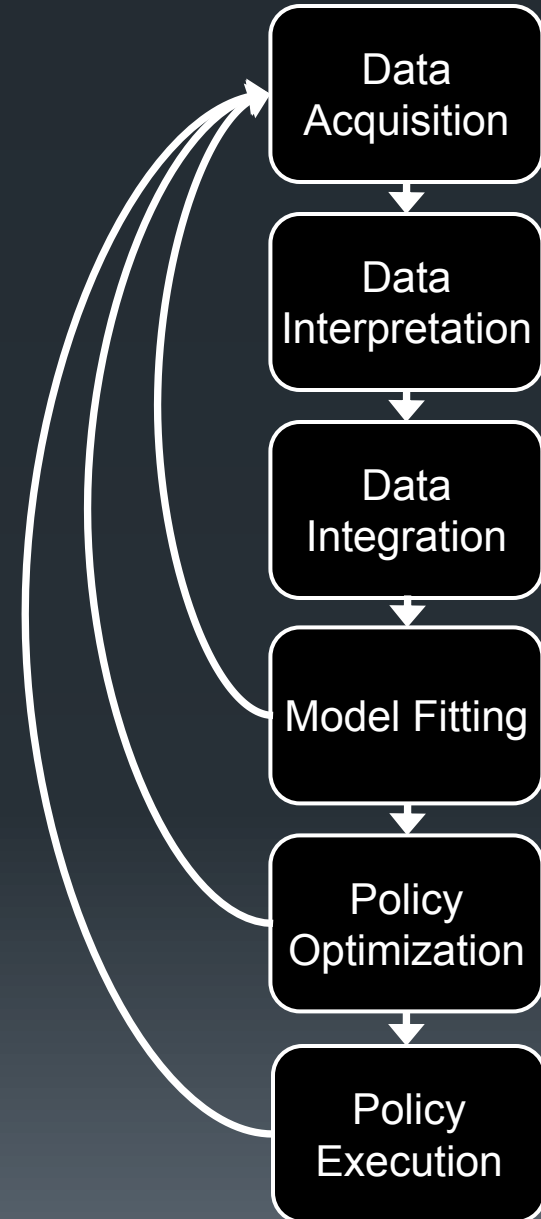 Data
Acquisition
Data
Interpretation
Data
Integration
Model Fitting
Policy
Optimization
Policy
Execution